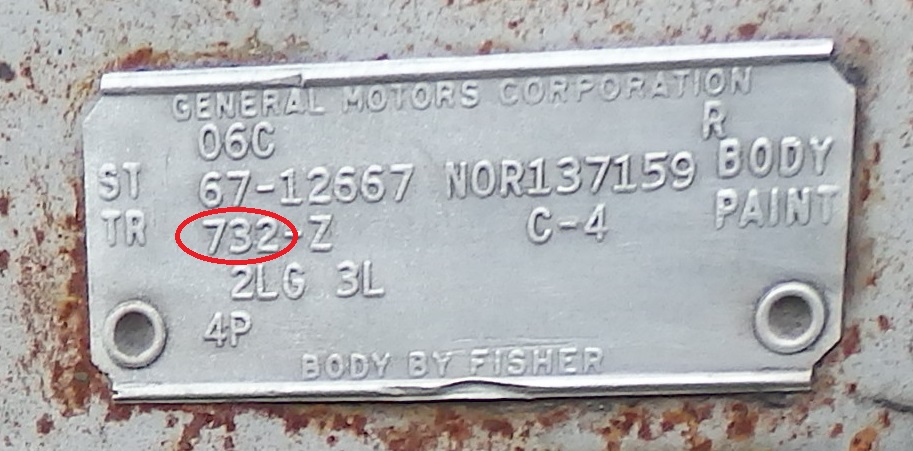 GENERAL MOTORS CORPORATION
06C R
ST 67-12667 NOR137159 BODY
TR 732-Z C-4 PAINT
2LG 3L
4P
BODY BY FISHER